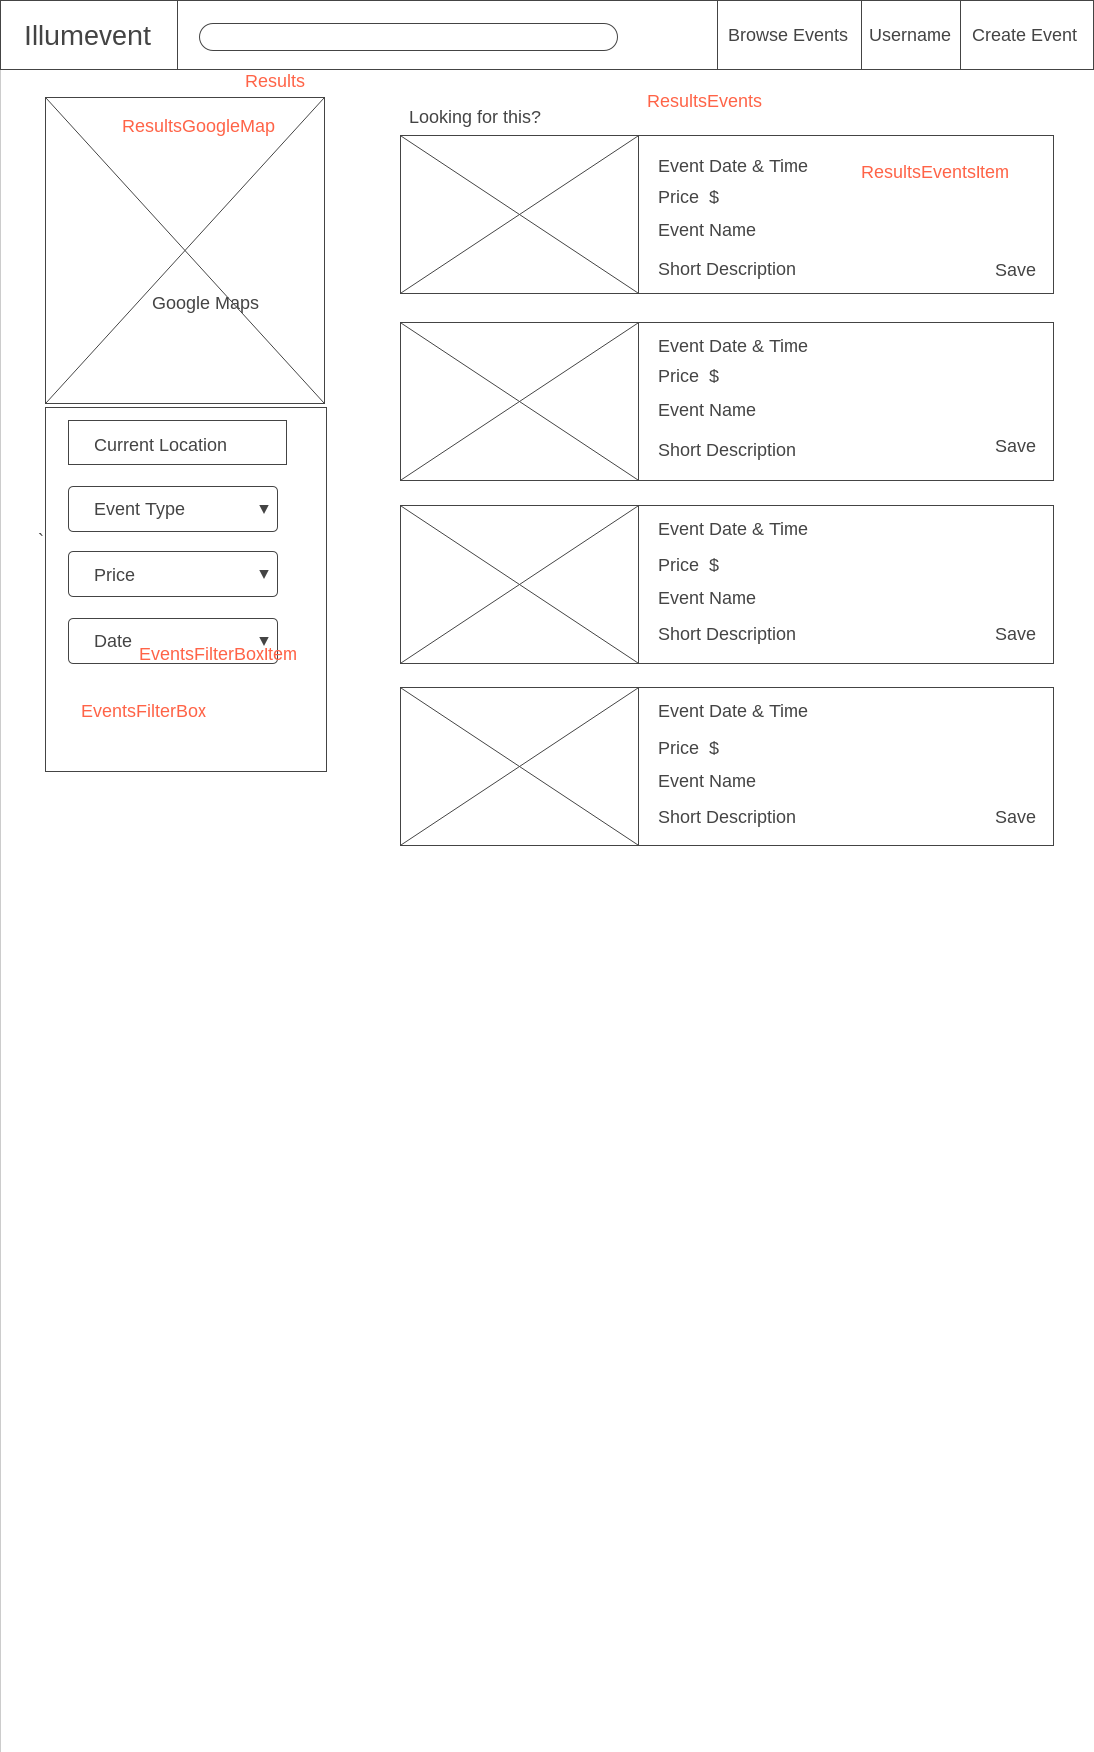 Illumevent
Browse Events
Username
Create Event
Results
ResultsGoogleMap
Google Maps
Current Location
Event Type
▼
`
Price
▼
Date
▼
EventsFilterBoxItem
EventsFilterBox
ResultsEvents
Looking for this?
Event Date & Time
ResultsEventsItem
Price  $
Event Name
Short Description
Save
Event Date & Time
Price  $
Event Name
Short Description
Save
Event Date & Time
Price  $
Event Name
Short Description
Save
Event Date & Time
Price  $
Event Name
Short Description
Save